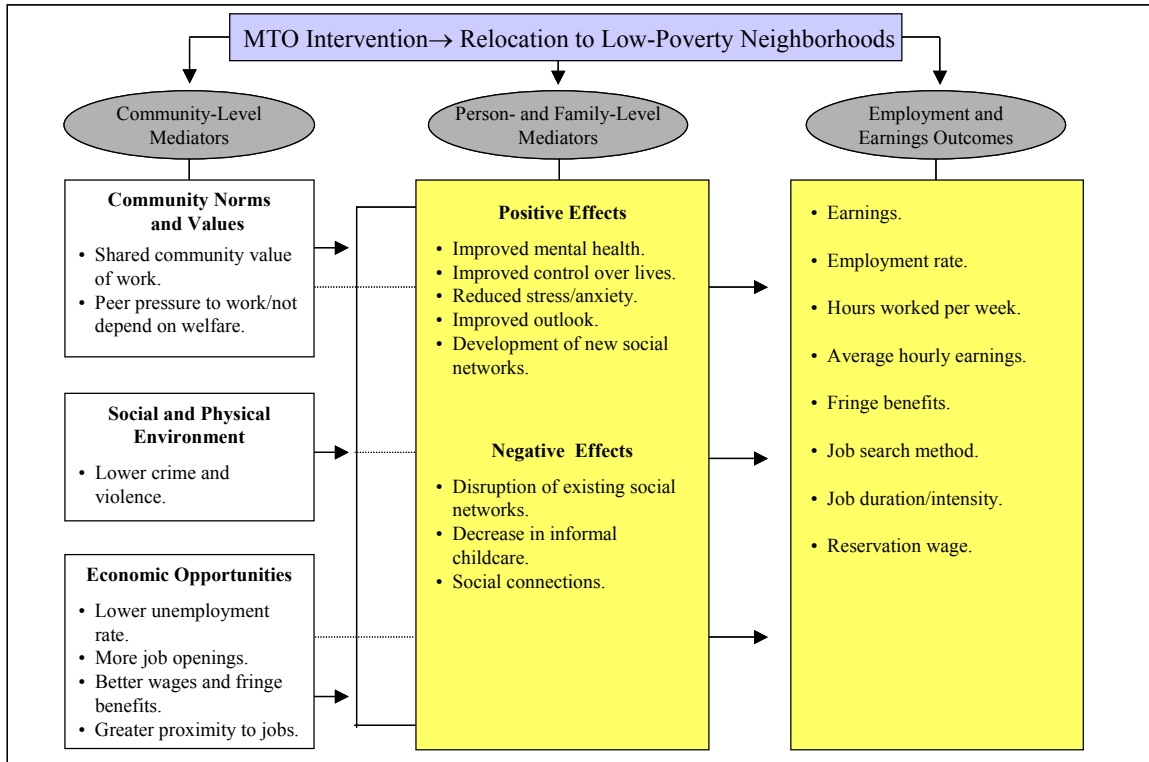 MTO Intervention→ Relocation to Low-Poverty Neighborhoods
Community-Level
Mediators
Person- and Family-Level
Mediators
Employment and
Earnings Outcomes
Community Norms
and Values
• Shared community value
of work.
• Peer pressure to work/not
depend on welfare.
Social and Physical
Environment
• Lower crime and
violence.
Economic Opportunities
• Lower unemployment
rate.
• More job openings.
• Better wages and fringe
benefits.
• Greater proximity to jobs.
Positive Effects
• Improved mental health.
• Improved control over lives.
• Reduced stress/anxiety.
• Improved outlook.
• Development of new social
networks.
Negative Effects
• Disruption of existing social
networks.
• Decrease in informal
childcare.
• Social connections.
• Earnings.
• Employment rate.
• Hours worked per week.
• Average hourly earnings.
• Fringe benefits.
• Job search method.
• Job duration/intensity.
• Reservation wage.